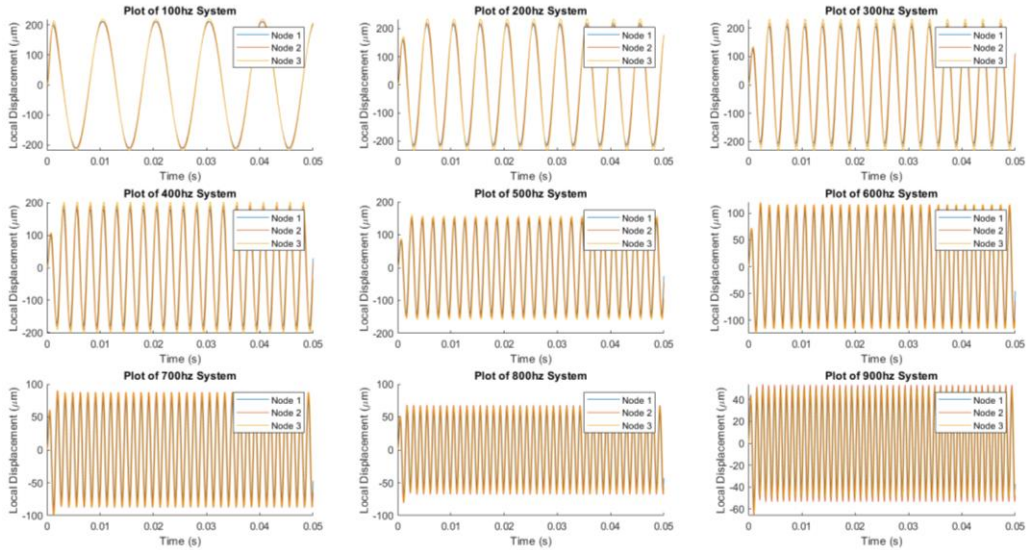 Plot of 100hz System
Local Displacement (μm)
200
100
0
-100
-200
0 0.01 0.02 0.03 0.04 0.05
Time (s)
Node 1
Node 2
Node 3
Plot of 200hz System
Local Displacement (μm)
200
100
0
-100
-200
0 0.01 0.02 0.03 0.04 0.05
Time (s)
Node 1
Node 2
Node 3
Plot of 300hz System
Local Displacement (μm)
200
100
0
-100
-200
0 0.01 0.02 0.03 0.04 0.05
Time (s)
Node 1
Node 2
Node 3
Plot of 400hz System
Local Displacement (μm)
200
100
0
-100
-200
0 0.01 0.02 0.03 0.04 0.05
Time (s)
Node 1
Node 2
Node 3
Plot of 500hz System
Local Displacement (μm)
200
100
0
-100
-200
0 0.01 0.02 0.03 0.04 0.05
Time (s)
Node 1
Node 2
Node 3
Plot of 600hz System
Local Displacement (μm)
100
50
0
-50
-100
0 0.01 0.02 0.03 0.04 0.05
Time (s)
Node 1
Node 2
Node 3
Plot of 700hz System
Local Displacement (μm)
100
50
0
-50
-100
0 0.01 0.02 0.03 0.04 0.05
Time (s)
Node 1
Node 2
Node 3
Plot of 800hz System
Local Displacement (μm)
100
50
0
-50
-100
0 0.01 0.02 0.03 0.04 0.05
Time (s)
Node 1
Node 2
Node 3
Plot of 900hz System
Local Displacement (μm)
40
20
0
-20
-40
-60
0 0.01 0.02 0.03 0.04 0.05
Time (s)
Node 1
Node 2
Node 3